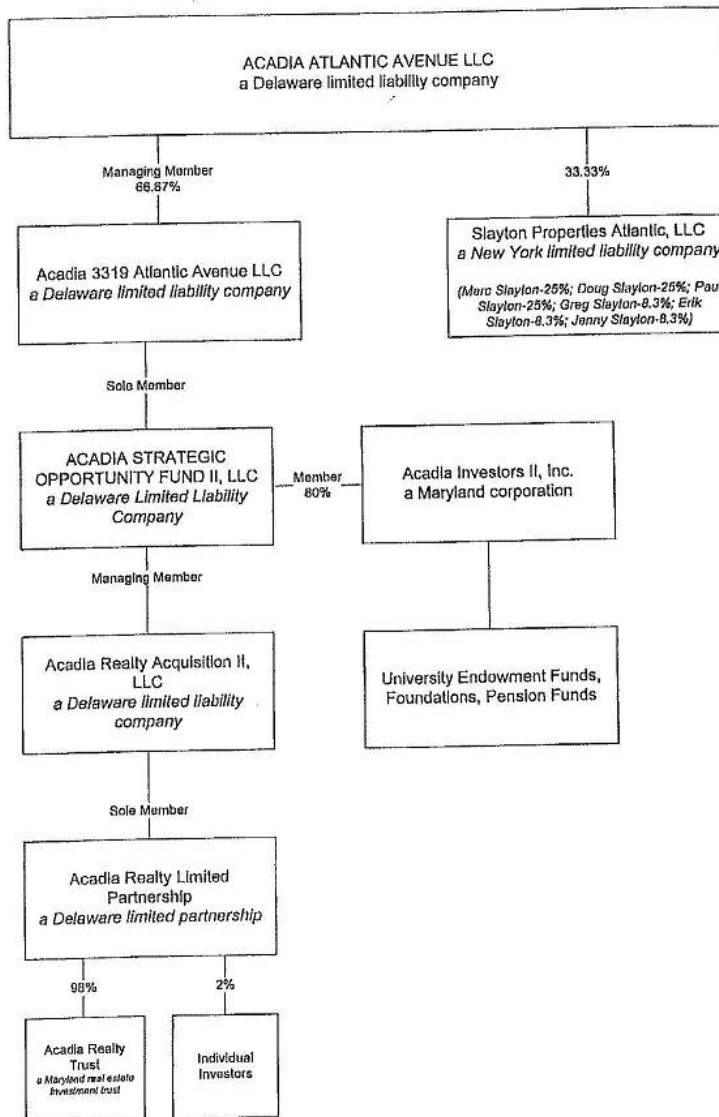 ACADIA ATLANTIC AVENUE LLC
a Delaware limited liability company
Managing Member
66.67%
33.33%
Acadia 3319 Atlantic Avenue LLC
a Delaware limited liability company
Slayton Properties Atlantic, LLC
a New York limited liability company
(Marc Slayton-25%; Doug Slayton-25%; Pau
Slayton-25%; Greg Slayton-8.3%; Erik
Slayton-8.3%; Jenny Slayton-8.3%)
Sole Member
ACADIA STRATEGIC
OPPORTUNITY FUND II, LLC
a Delaware Limited Liability
Company
Member
80%
Acadia Investors II, Inc.
a Maryland corporation
Managing Member
Acadia Realty Acquisition II,
LLC
a Delaware limited liability
company
University Endowment Funds,
Foundations, Pension Funds
Sole Member
Acadia Realty Limited
Partnership
a Delaware limited partnership
98%
2%
Acadia Realty
Trust
a Maryland real estate
investment trust
Individual
Investors